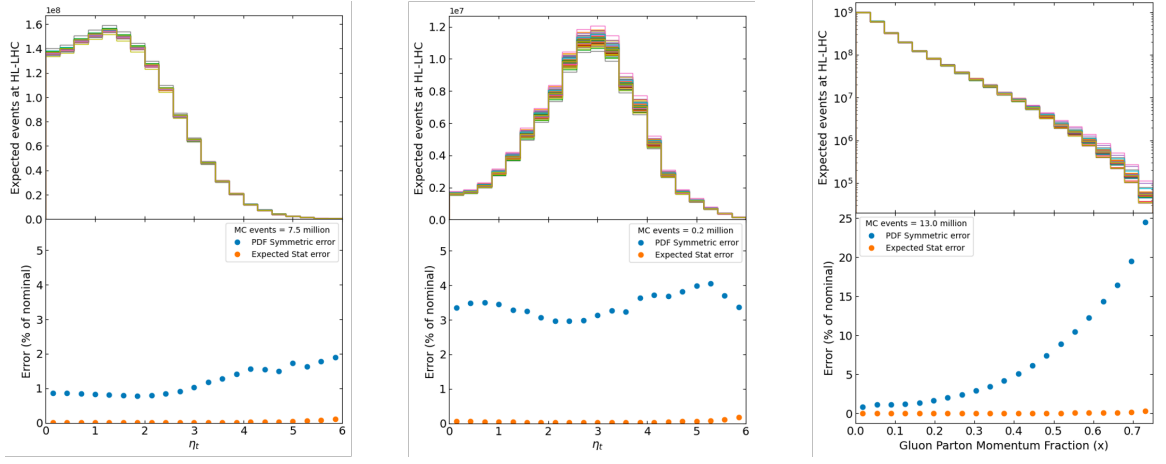 1e8
Expected events at HL-LHC
1.6
1.4
1.2
1.0
0.8
0.6
0.4
0.2
0.0
MC events = 7.5 million
PDF Symmetric error
Expected Stat error
Error (% of nominal)
5
4
3
2
1
0
0 1 2 3 4 5 6
ηt
1e7
Expected events at HL-LHC
1.2
1.0
0.8
0.6
0.4
0.2
0.0
MC events = 0.2 million
PDF Symmetric error
Expected Stat error
Error (% of nominal)
5
4
3
2
1
0
0 1 2 3 4 5 6
ηt
Expected events at HL-LHC
10⁹
10⁸
10⁷
10⁶
10⁵
MC events = 13.0 million
PDF Symmetric error
Expected Stat error
Error (% of nominal)
25
20
15
10
5
0
0.0 0.1 0.2 0.3 0.4 0.5 0.6 0.7
Gluon Parton Momentum Fraction (x)